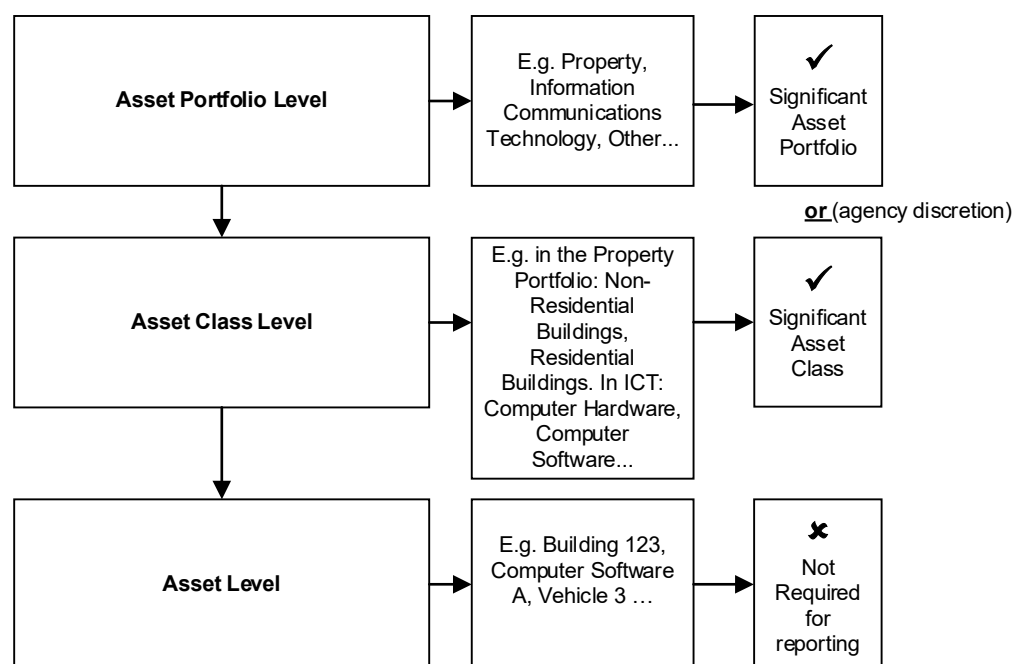 Asset Portfolio Level
E.g. Property,
Information
Communications
Technology, Other...
✓
Significant
Asset
Portfolio
or (agency discretion)
Asset Class Level
E.g. in the Property
Portfolio: Non-
Residential
Buildings,
Residential
Buildings. In ICT:
Computer Hardware,
Computer
Software...
✓
Significant
Asset
Class
Asset Level
E.g. Building 123,
Computer Software
A, Vehicle 3 …
✘
Not
Required
for
reporting